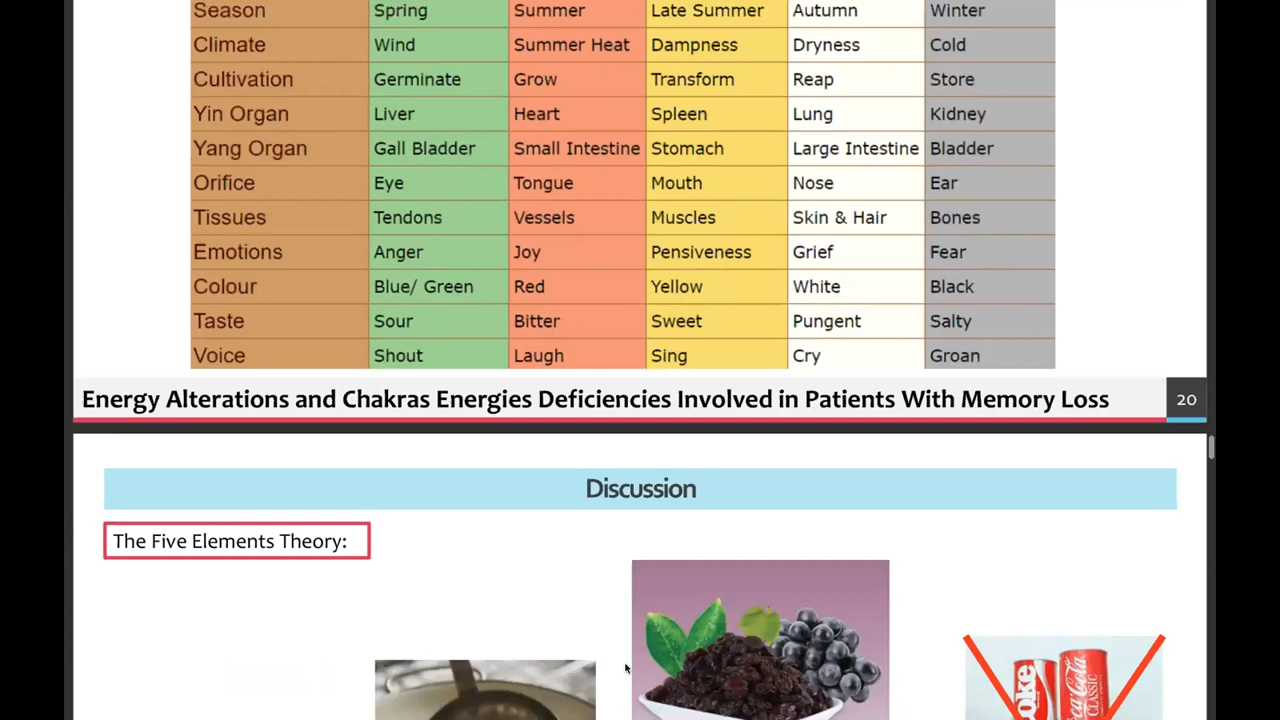 Season Spring Summer Late Summer Autumn Winter
Climate Wind Summer Heat Dampness Dryness Cold
Cultivation Germinate Grow Transform Reap Store
Yin Organ Liver Heart Spleen Lung Kidney
Yang Organ Gall Bladder Small Intestine Stomach Large Intestine Bladder
Orifice Eye Tongue Mouth Nose Ear
Tissues Tendons Vessels Muscles Skin & Hair Bones
Emotions Anger Joy Pensiveness Grief Fear
Colour Blue/ Green Red Yellow White Black
Taste Sour Bitter Sweet Pungent Salty
Voice Shout Laugh Sing Cry Groan
Energy Alterations and Chakras Energies Deficiencies Involved in Patients With Memory Loss 20
Discussion
The Five Elements Theory:
Coke Coca-Cola
CLASSIC